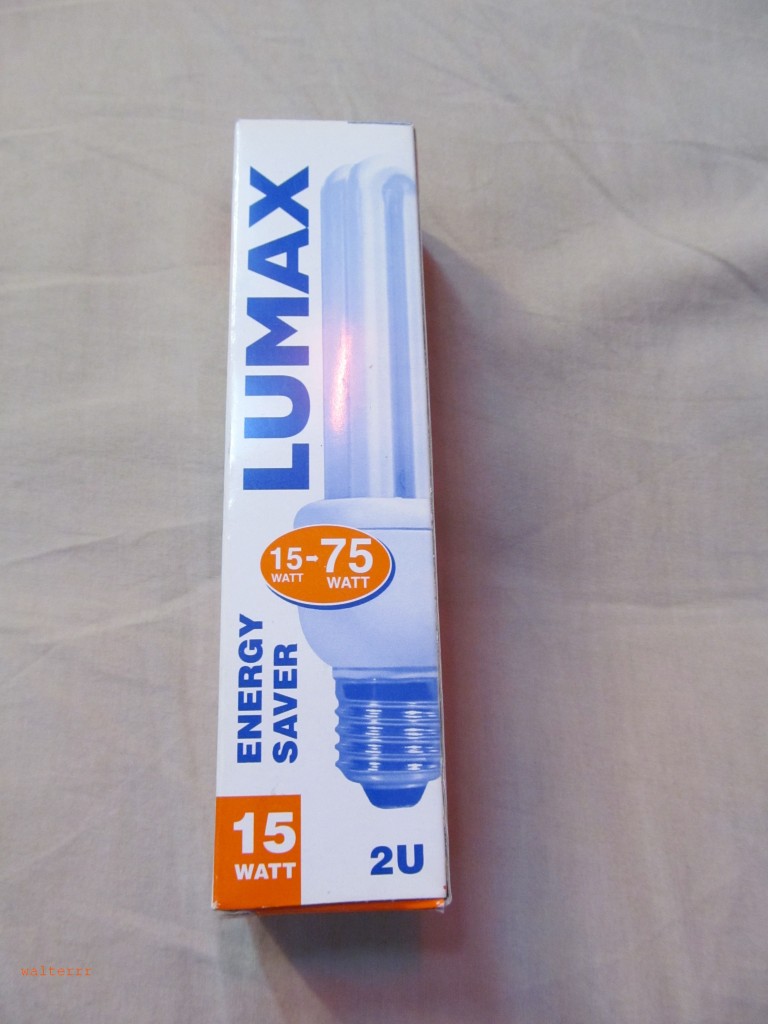 LUMAX
15-75
WATT WATT
ENERGY
SAVER
15
WATT
2U
walterrr